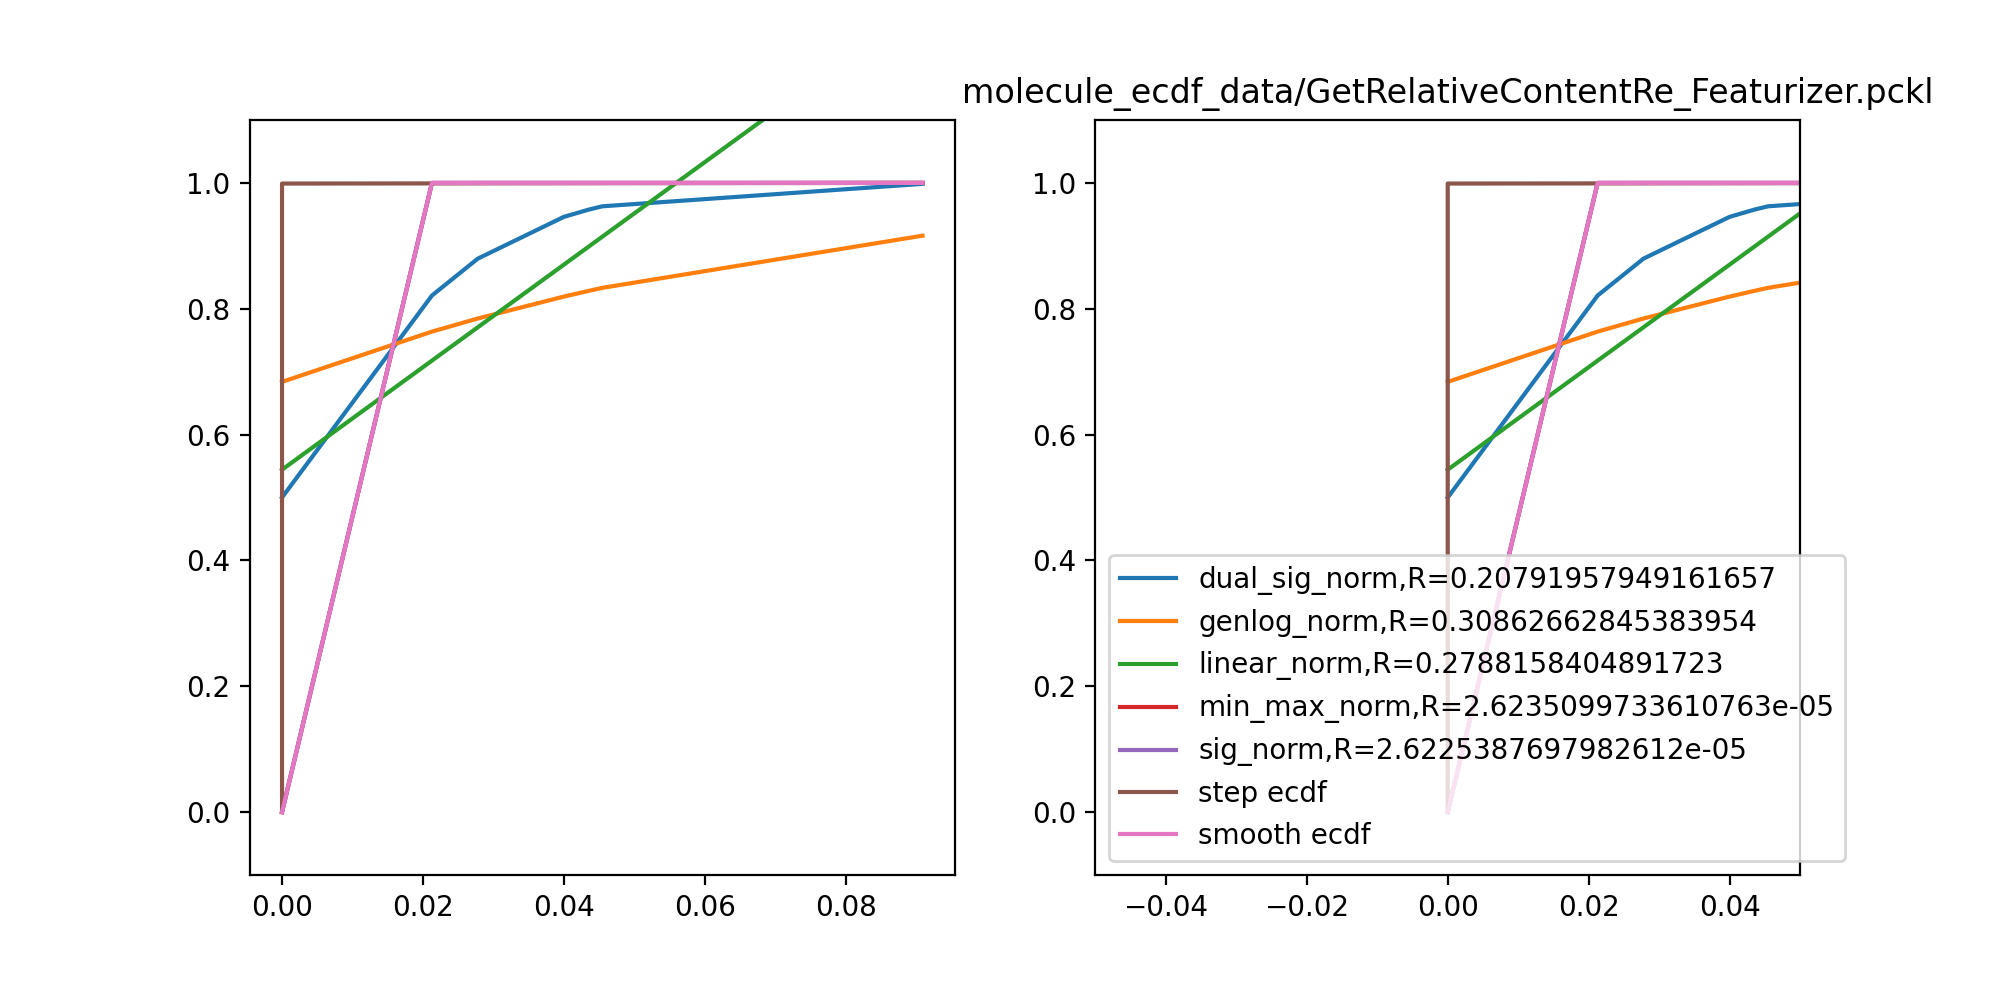 molecule_ecdf_data/GetRelativeContentRe_Featurizer.pckl
1.0
0.8
0.6
0.4
0.2
0.0
0.00 0.02 0.04 0.06 0.08
1.0
0.8
0.6
0.4
0.2
0.0
dual_sig_norm,R=0.20791957949161657
genlog_norm,R=0.30862662845383954
linear_norm,R=0.2788158404891723
min_max_norm,R=2.6235099733610763e-05
sig_norm,R=2.6225387697982612e-05
step ecdf
smooth ecdf
−0.04 −0.02 0.00 0.02 0.04